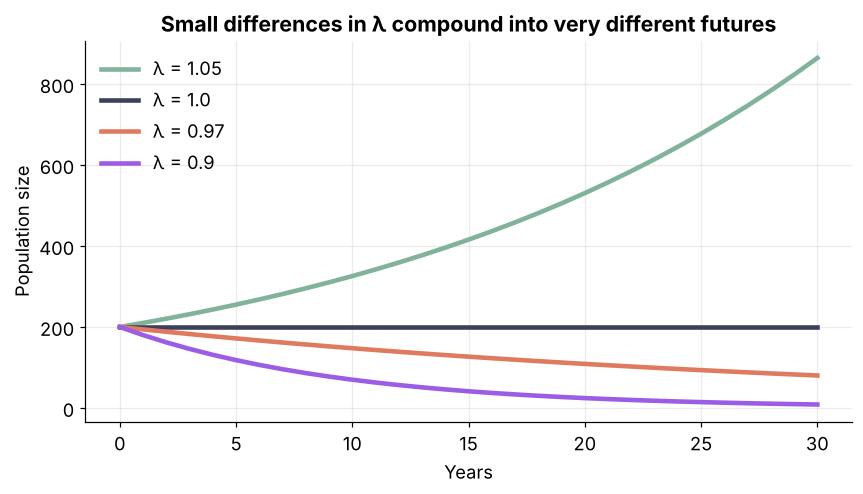 Small differences in λ compound into very different futures
λ = 1.05
λ = 1.0
λ = 0.97
λ = 0.9
Population size
800
600
400
200
0
0 5 10 15 20 25 30
Years